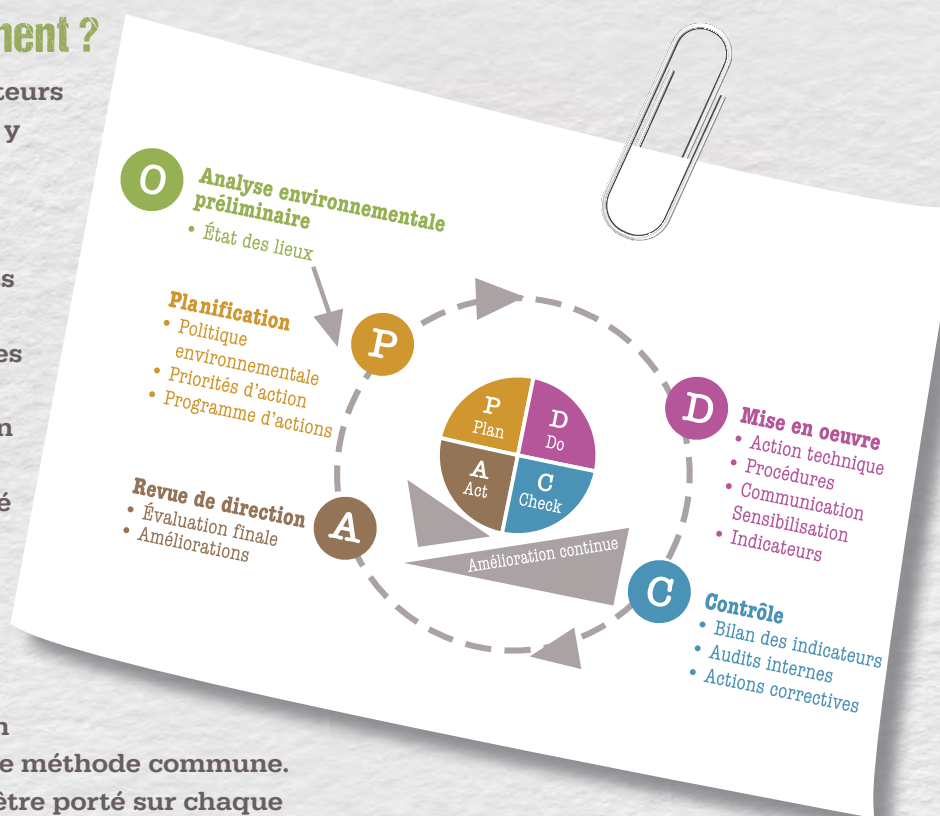 ment ?
teurs
y
s
es
n
é
n
e méthode commune.
être porté sur chaque
O
Analyse environnementale
préliminaire
• État des lieux
Planification
• Politique
environnementale
• Priorités d'action
• Programme d'actions
P
D
Mise en oeuvre
• Action technique
• Procédures
• Communication
Sensibilisation
• Indicateurs
P
Plan
D
Do
A
Act
C
Check
Amélioration continue
Revue de direction
• Évaluation finale
• Améliorations
A
C
Contrôle
• Bilan des indicateurs
• Audits internes
• Actions correctives